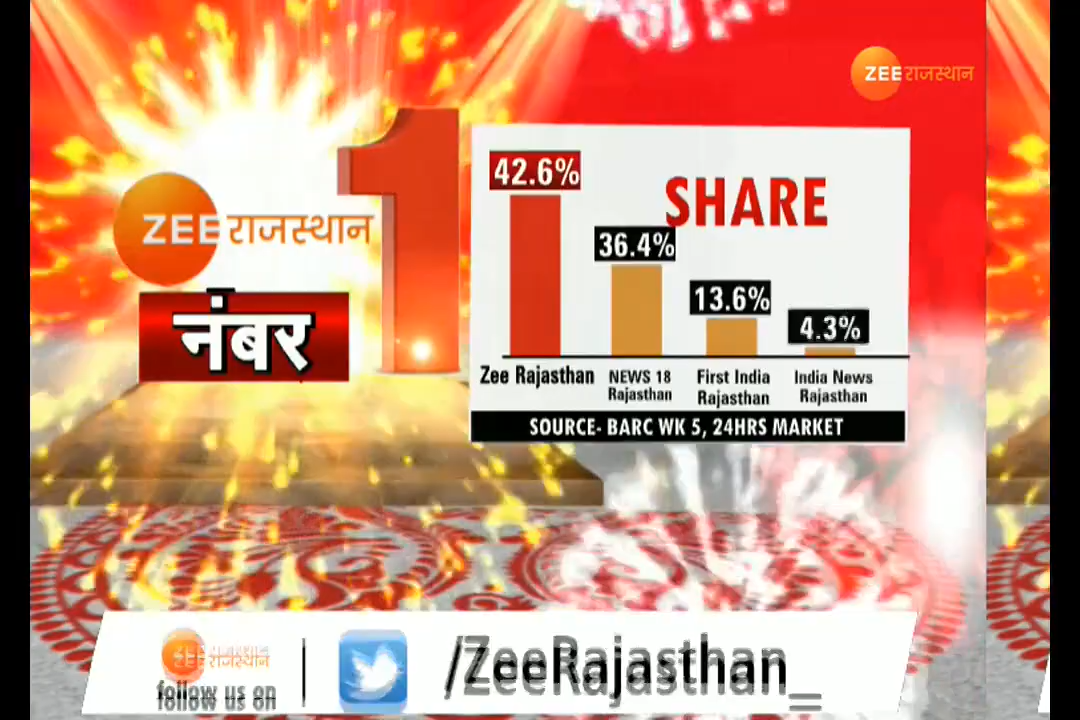 ZEE राजस्थान
ZEE राजस्थान
नंबर
1
SHARE
42.6%
36.4%
13.6%
4.3%
Zee Rajasthan
NEWS 18 Rajasthan
First India Rajasthan
India News Rajasthan
SOURCE- BARC WK 5, 24HRS MARKET
ZEE राजस्थान
follow us on
/ZeeRajasthan_